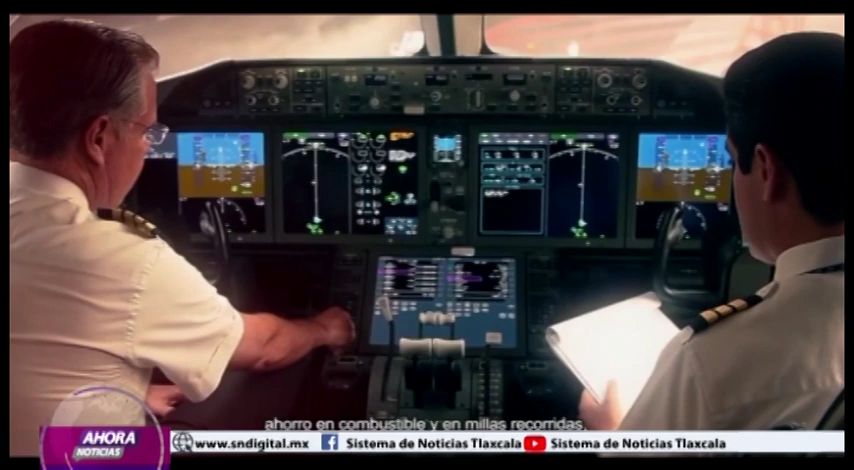 ahorro en combustible y en millas recorridas,
AHORA
NOTICIAS
www.sndigital.mx
Sistema de Noticias Tlaxcala
Sistema de Noticias Tlaxcala